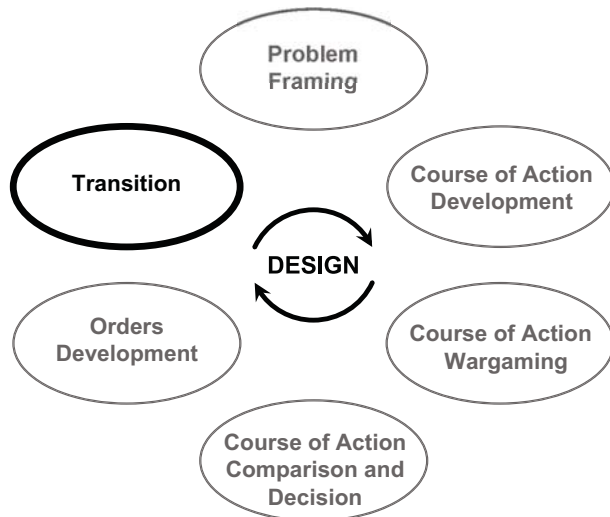 Problem
Framing
Transition
Course of Action
Development
DESIGN
Orders
Development
Course of Action
Wargaming
Course of Action
Comparison and
Decision